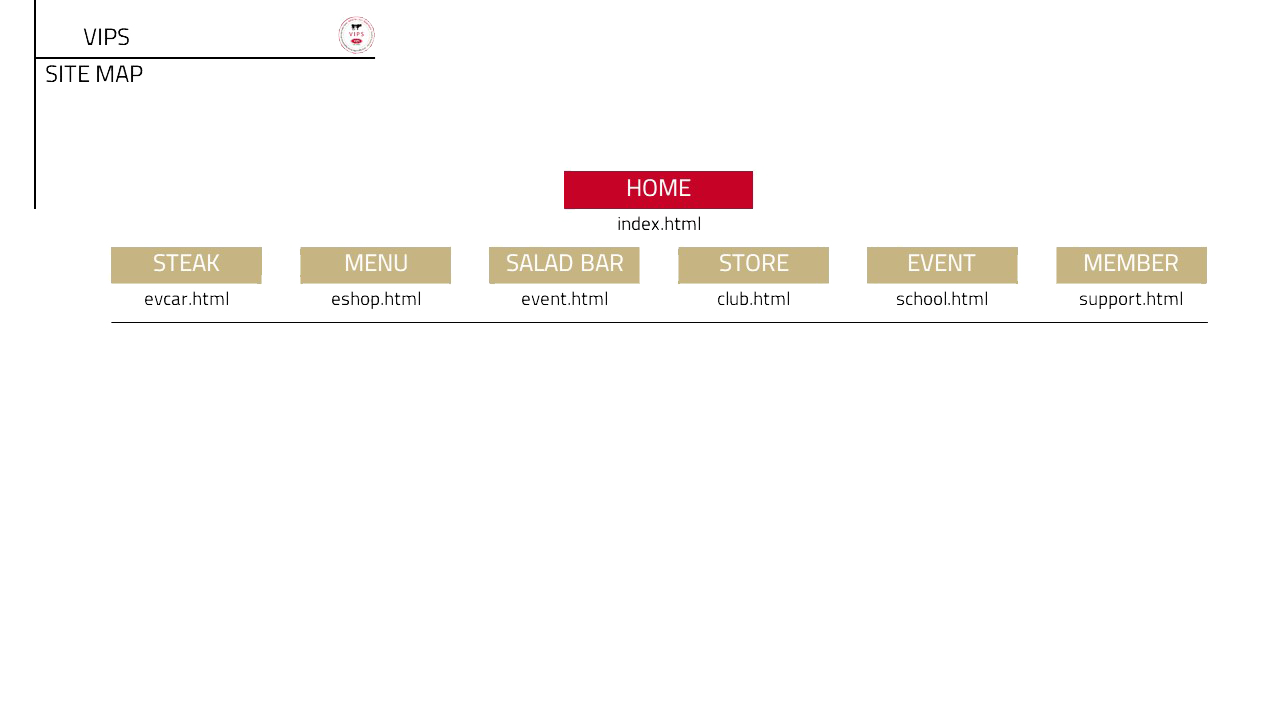 VIPS
VIPS
SITE MAP
HOME
index.html
STEAK MENU SALAD BAR STORE EVENT MEMBER
evcar.html eshop.html event.html club.html school.html support.html